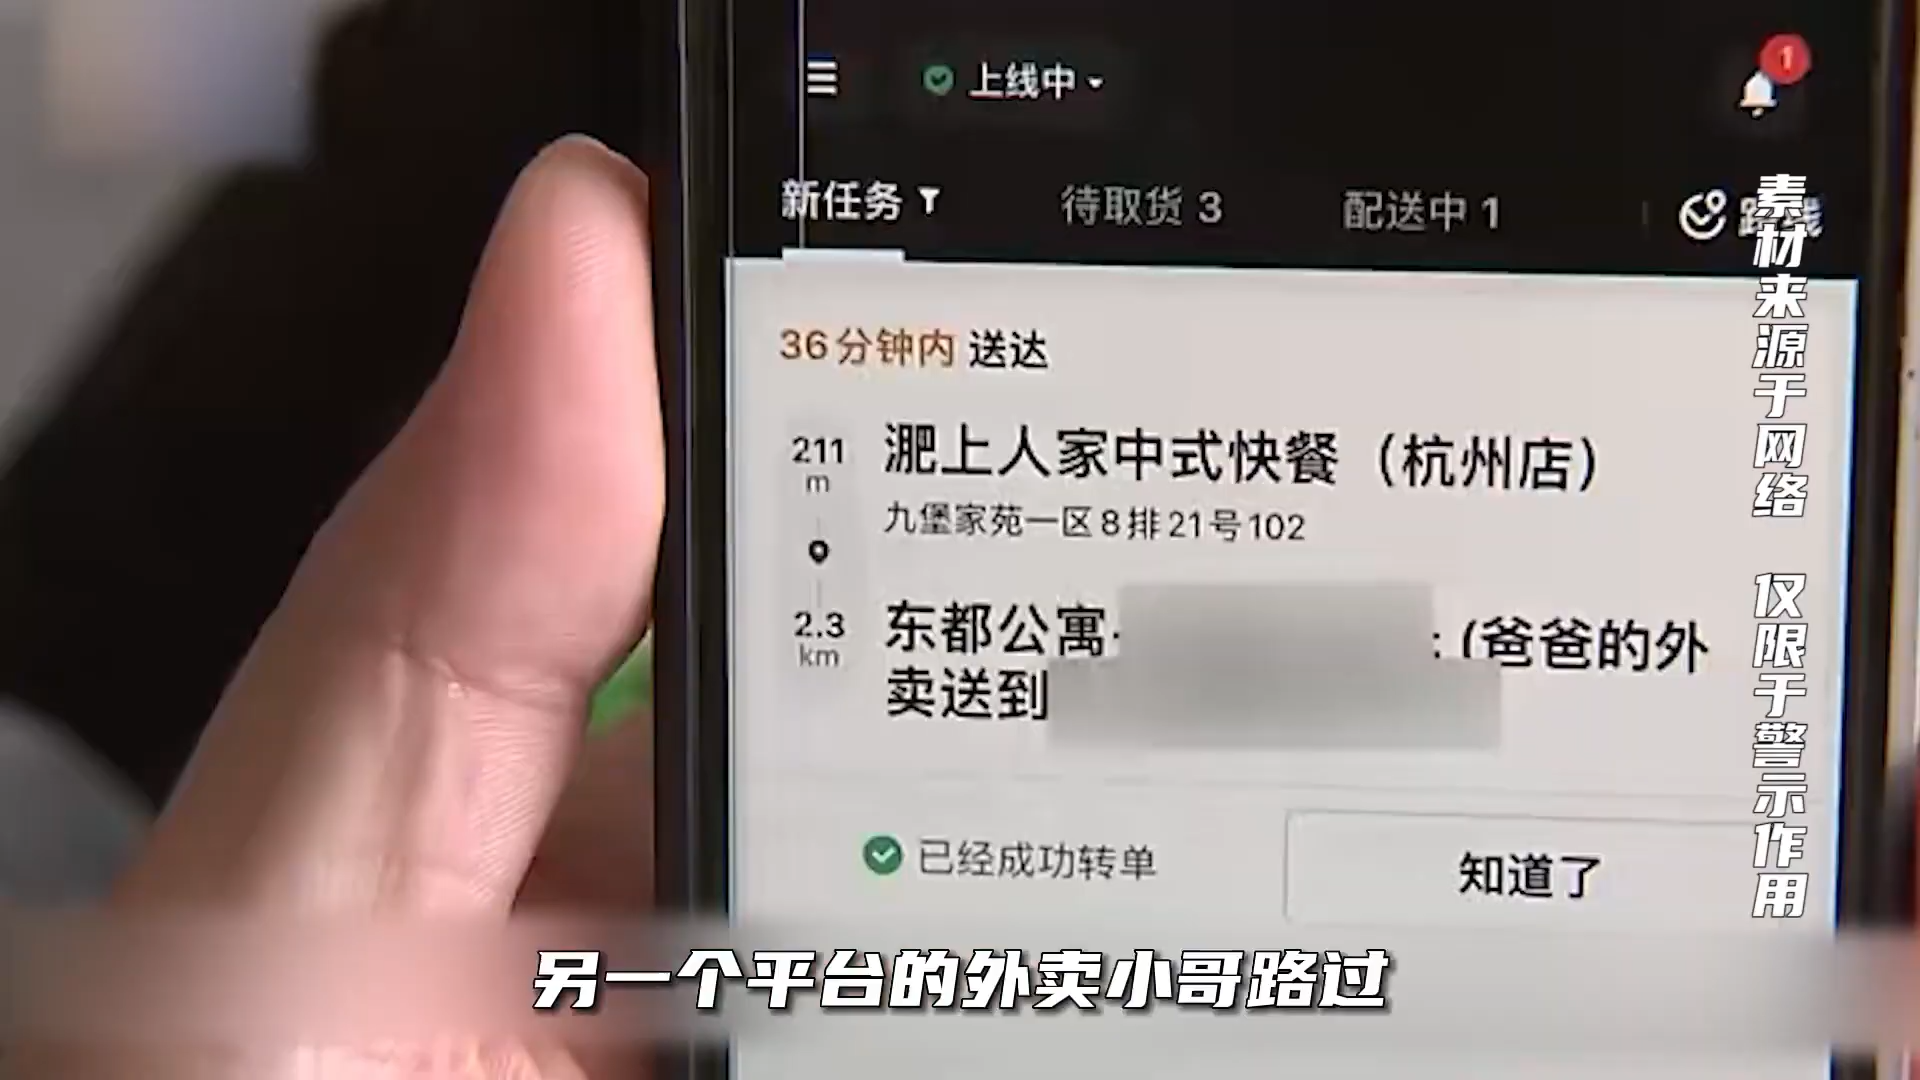 上线中
1
新任务
待取货 3
配送中 1
36分钟内 送达
211
m
淝上人家中式快餐（杭州店）
九堡家苑一区8排21号102
2.3
km
东都公寓
(爸爸的外
卖送到
已经成功转单
知道了
素材来源于网络 仅限于警示作用
另一个平台的外卖小哥路过